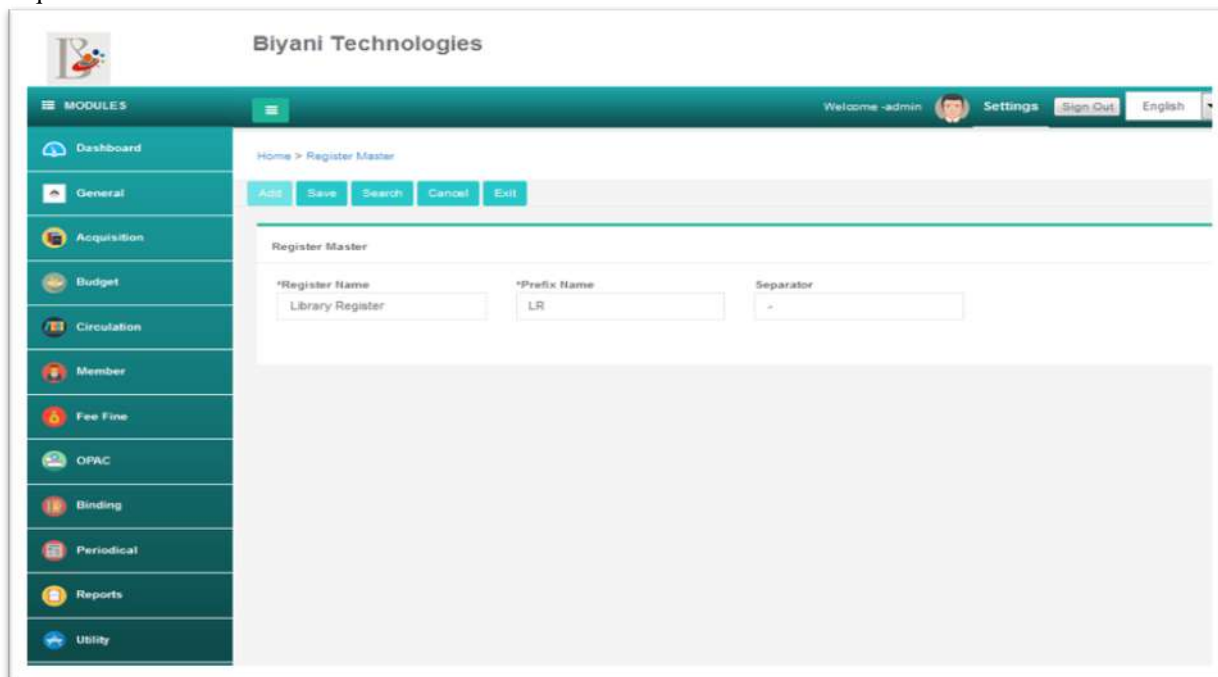 Biyani Technologies
MODULES
Welcome -admin Settings Sign Out English
Dashboard
General
Acquisition
Budget
Circulation
Member
Fee Fine
OPAC
Binding
Periodical
Reports
Utility
Home > Register Master
Add Save Search Cancel Exit
Register Master
*Register Name *Prefix Name Separator
Library Register LR -